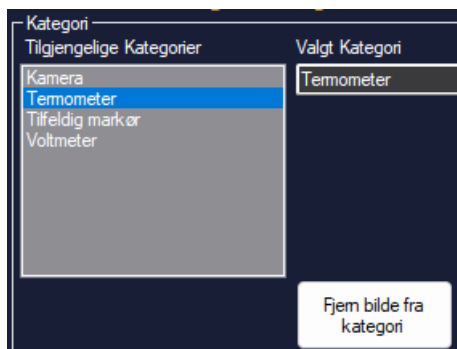 Kategori
Tilgjengelige Kategorier
Valgt Kategori
Kamera
Termometer
Termometer
Tilfeldig markør
Voltmeter
Fjern bilde fra
kategori